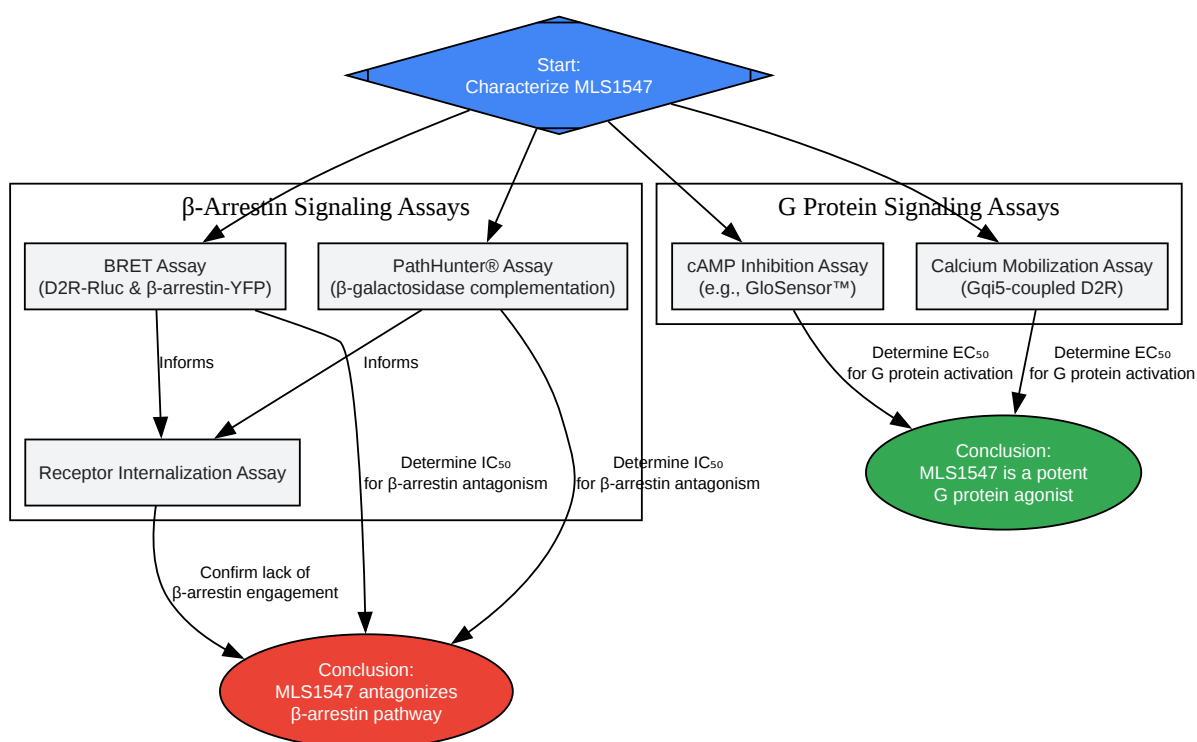 Start:
Characterize MLS1547
β-Arrestin Signaling Assays
G Protein Signaling Assays
BRET Assay
(D2R-Rluc & β-arrestin-YFP)
PathHunter® Assay
(β-galactosidase complementation)
cAMP Inhibition Assay
(e.g., GloSensor™)
Calcium Mobilization Assay
(Gqi5-coupled D2R)
Informs
Informs
Determine EC₅₀
for G protein activation
Determine EC₅₀
for G protein activation
Receptor Internalization Assay
Determine IC₅₀
for β-arrestin antagonism
Determine IC₅₀
for β-arrestin antagonism
Conclusion:
MLS1547 is a potent
G protein agonist
Confirm lack of
β-arrestin engagement
Conclusion:
MLS1547 antagonizes
β-arrestin pathway